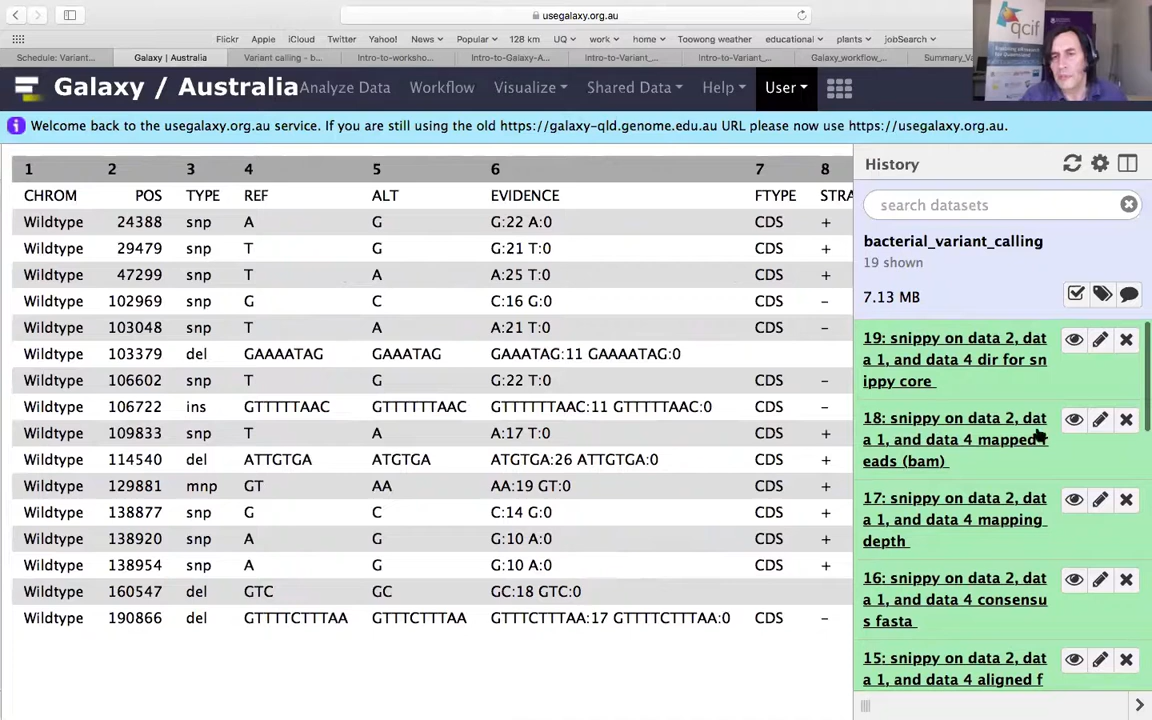 usegalaxy.org.au
Flickr Apple iCloud Twitter Yahoo! News Popular 128 km UQ work home Toowong weather educational plants jobSearch
Schedule: Variant... Galaxy | Australia Variant calling - b... Intro-to-worksho... Intro-to-Galaxy-A... Intro-to-Variant_... Intro-to-Variant_... Galaxy_workflow_... Summary_Va
qcif
Galaxy / Australia Analyze Data Workflow Visualize Shared Data Help User
Welcome back to the usegalaxy.org.au service. If you are still using the old https://galaxy-qld.genome.edu.au URL please now use https://usegalaxy.org.au.
1 2 3 4 5 6 7 8
CHROM POS TYPE REF ALT EVIDENCE FTYPE STRA
Wildtype 24388 snp A G G:22 A:0 CDS +
Wildtype 29479 snp T G G:21 T:0 CDS +
Wildtype 47299 snp T A A:25 T:0 CDS +
Wildtype 102969 snp G C C:16 G:0 CDS -
Wildtype 103048 snp T A A:21 T:0 CDS -
Wildtype 103379 del GAAAATAG GAAATAG GAAATAG:11 GAAAATAG:0
Wildtype 106602 snp T G G:22 T:0 CDS -
Wildtype 106722 ins GTTTTTAAC GTTTTTTAAC GTTTTTTAAC:11 GTTTTTAAC:0 CDS -
Wildtype 109833 snp T A A:17 T:0 CDS +
Wildtype 114540 del ATTGTGA ATGTGA ATGTGA:26 ATTGTGA:0 CDS +
Wildtype 129881 mnp GT AA AA:19 GT:0 CDS +
Wildtype 138877 snp G C C:14 G:0 CDS +
Wildtype 138920 snp A G G:10 A:0 CDS +
Wildtype 138954 snp A G G:10 A:0 CDS +
Wildtype 160547 del GTC GC GC:18 GTC:0
Wildtype 190866 del GTTTTCTTTAA GTTTCTTTAA GTTTCTTTAA:17 GTTTTCTTTAA:0 CDS -
History
search datasets
bacterial_variant_calling
19 shown
7.13 MB
19: snippy on data 2, dat
a 1, and data 4 dir for sn
ippy core
18: snippy on data 2, dat
a 1, and data 4 mapped r
eads (bam)
17: snippy on data 2, dat
a 1, and data 4 mapping
depth
16: snippy on data 2, dat
a 1, and data 4 consensu
s fasta
15: snippy on data 2, dat
a 1, and data 4 aligned f